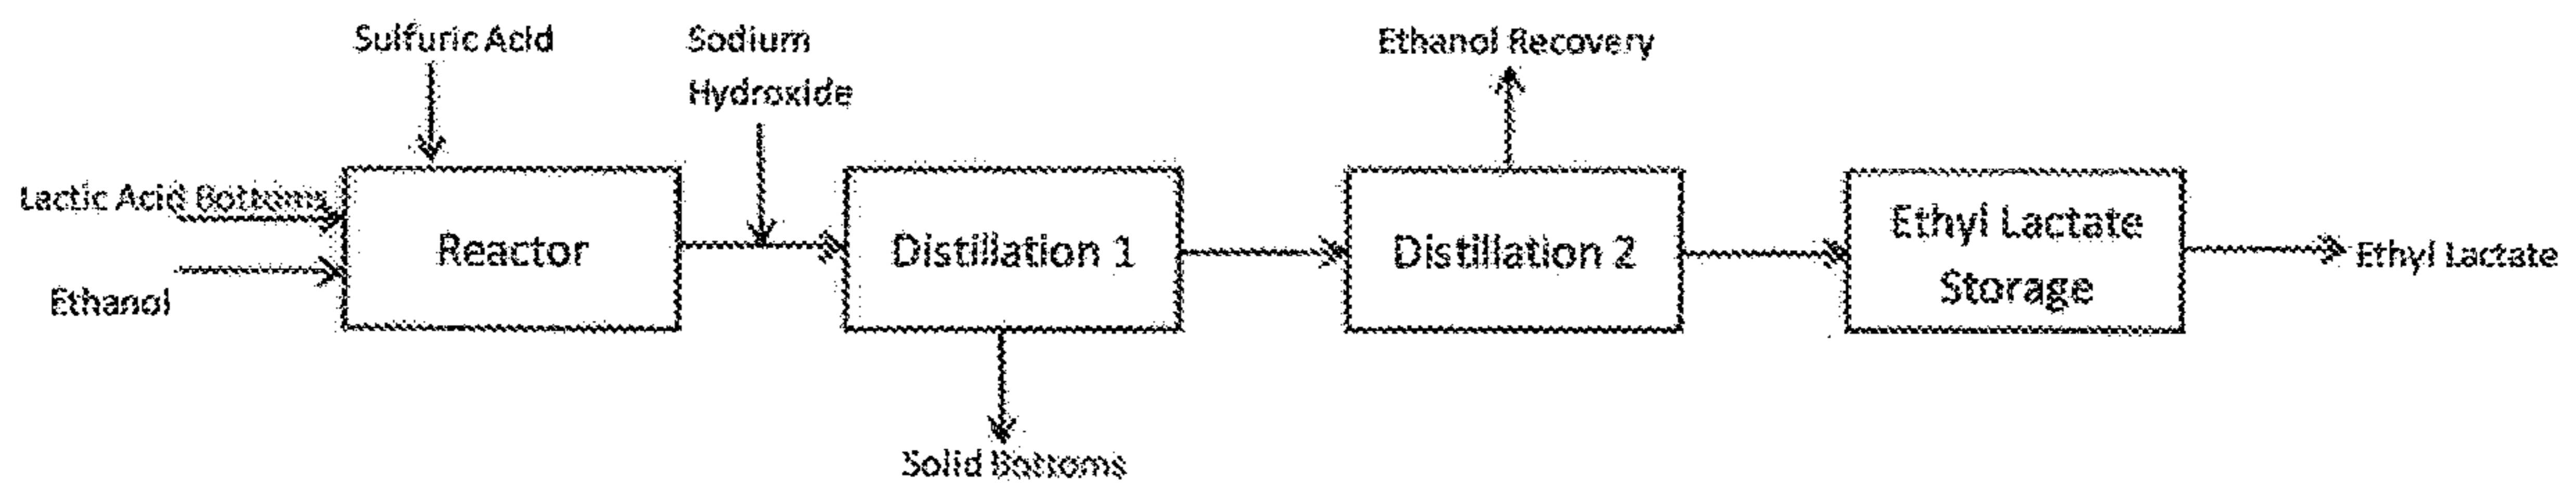 Sulfuric Acid
Sodium
Hydroxide
Ethanol Recovery
Lactic Acid Bottoms
Ethanol
Reactor
Distillation 1
Distillation 2
Ethyl Lactate
Storage
Ethyl Lactate
Solid Bottoms